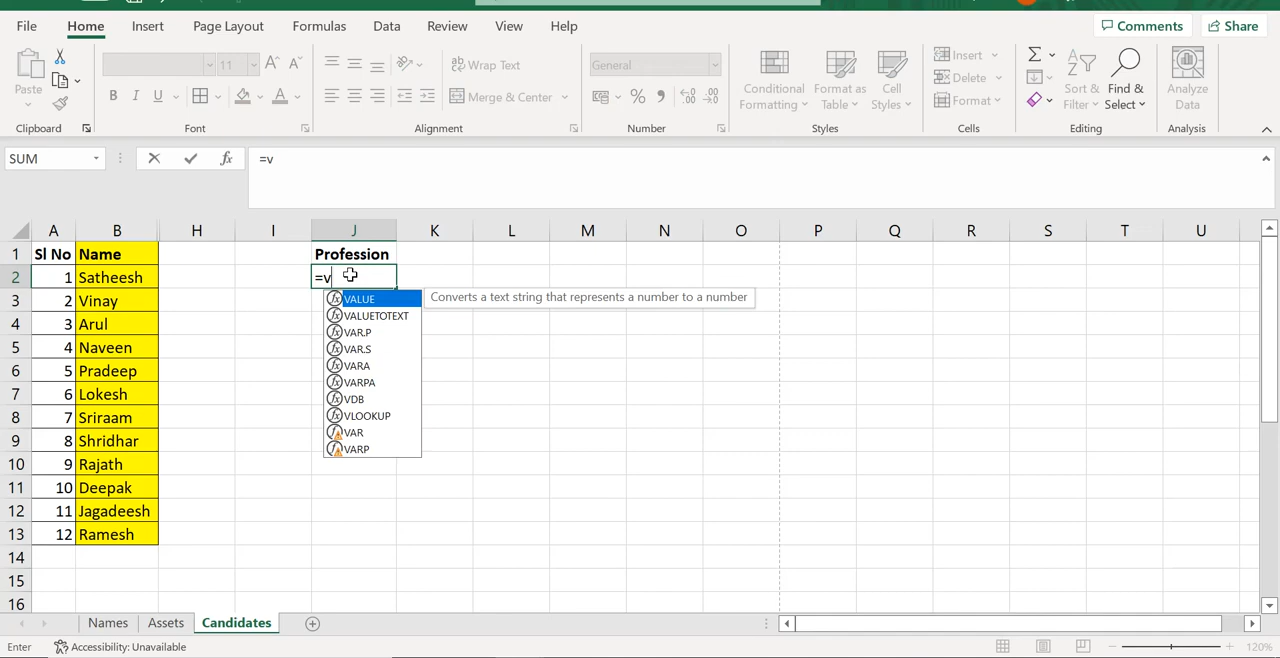 File Home Insert Page Layout Formulas Data Review View Help Comments Share
11 Wrap Text General Insert
Paste B I U Merge & Center % , Conditional Formatting Format as Table Cell Styles Delete Format Sort & Filter Find & Select Analyze Data
Clipboard Font Alignment Number Styles Cells Editing Analysis
SUM fx =v
A B H I J K L M N O P Q R S T U
1 Sl No Name Profession
2 1 Satheesh =v
3 2 Vinay VALUE Converts a text string that represents a number to a number
VALUETOTEXT
4 3 Arul VAR.P
5 4 Naveen VAR.S
VARA
6 5 Pradeep VARPA
7 6 Lokesh VDB
8 7 Sriraam VLOOKUP
9 8 Shridhar VAR
VARP
10 9 Rajath
11 10 Deepak
12 11 Jagadeesh
13 12 Ramesh
14
15
16
Names Assets Candidates
Enter Accessibility: Unavailable 120%